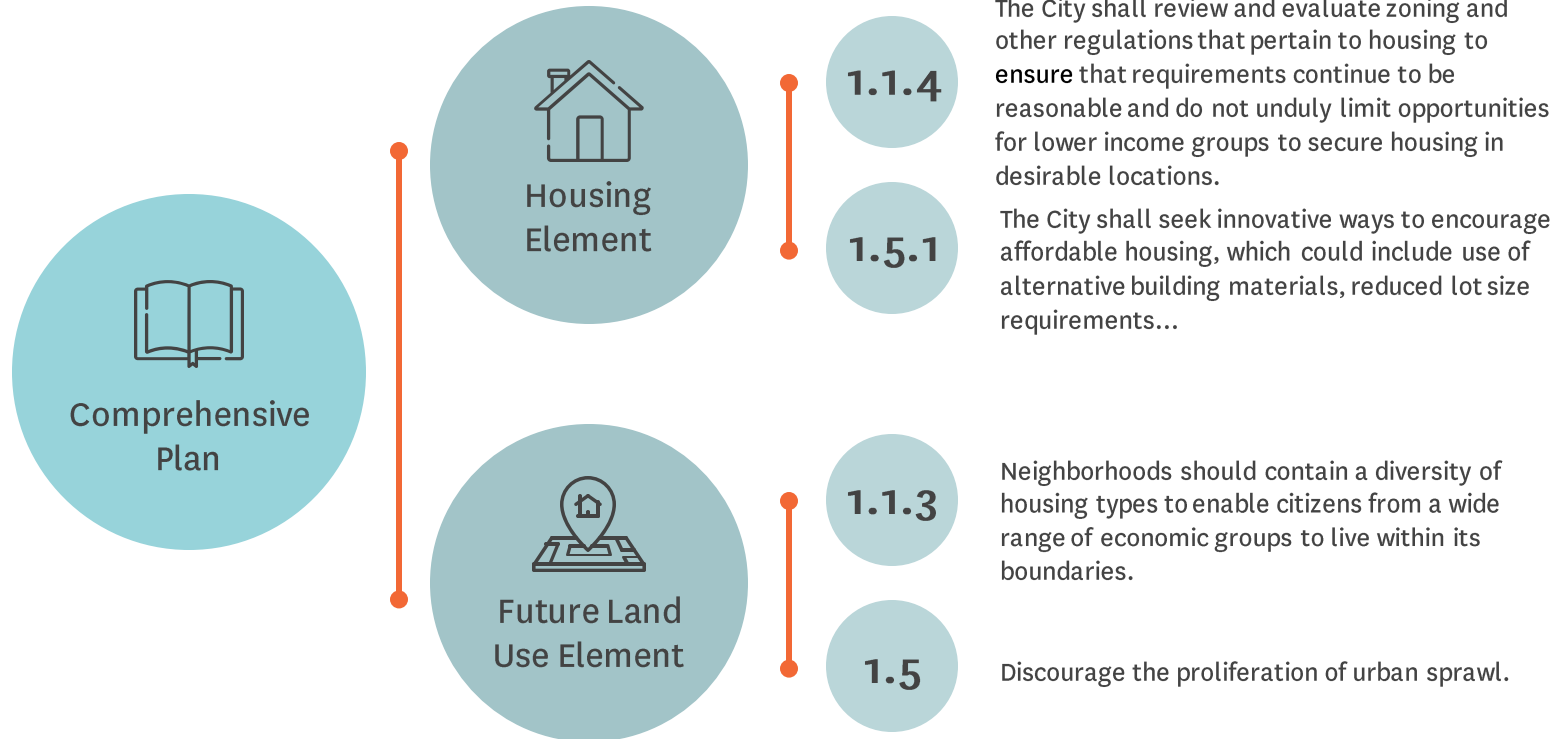 Comprehensive
Plan
Housing
Element
1.1.4
The City shall review and evaluate zoning and
other regulations that pertain to housing to
ensure that requirements continue to be
reasonable and do not unduly limit opportunities
for lower income groups to secure housing in
desirable locations.
1.5.1
The City shall seek innovative ways to encourage
affordable housing, which could include use of
alternative building materials, reduced lot size
requirements...
Future Land
Use Element
1.1.3
Neighborhoods should contain a diversity of
housing types to enable citizens from a wide
range of economic groups to live within its
boundaries.
1.5
Discourage the proliferation of urban sprawl.